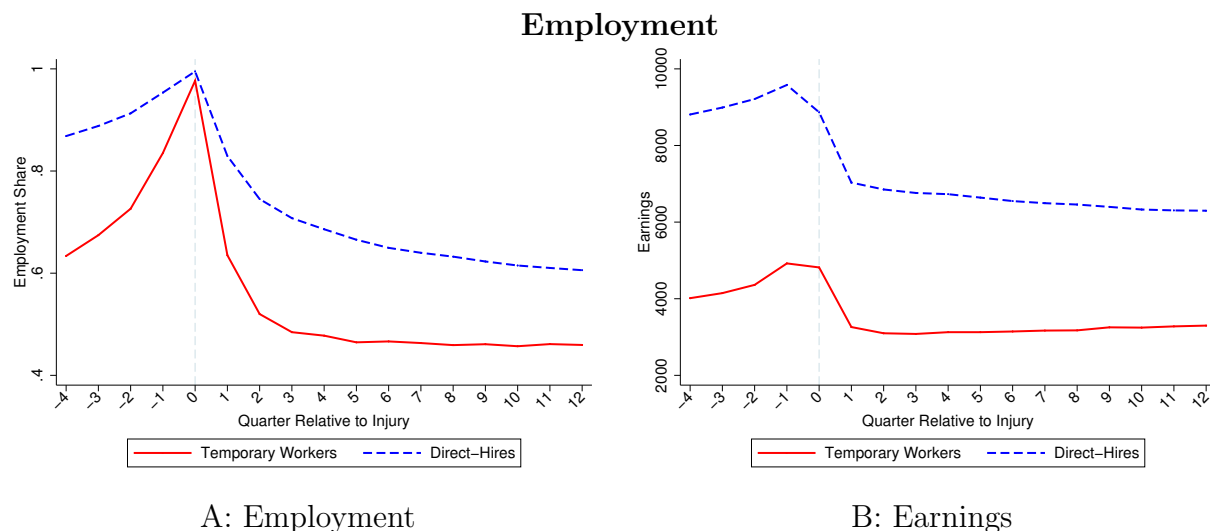 Employment
1
.8
.6
.4
Employment Share
-4 -3 -2 -1 0 1 2 3 4 5 6 7 8 9 10 11 12
Quarter Relative to Injury
Temporary Workers Direct-Hires
A: Employment
10000
8000
6000
4000
2000
Earnings
-4 -3 -2 -1 0 1 2 3 4 5 6 7 8 9 10 11 12
Quarter Relative to Injury
Temporary Workers Direct-Hires
B: Earnings